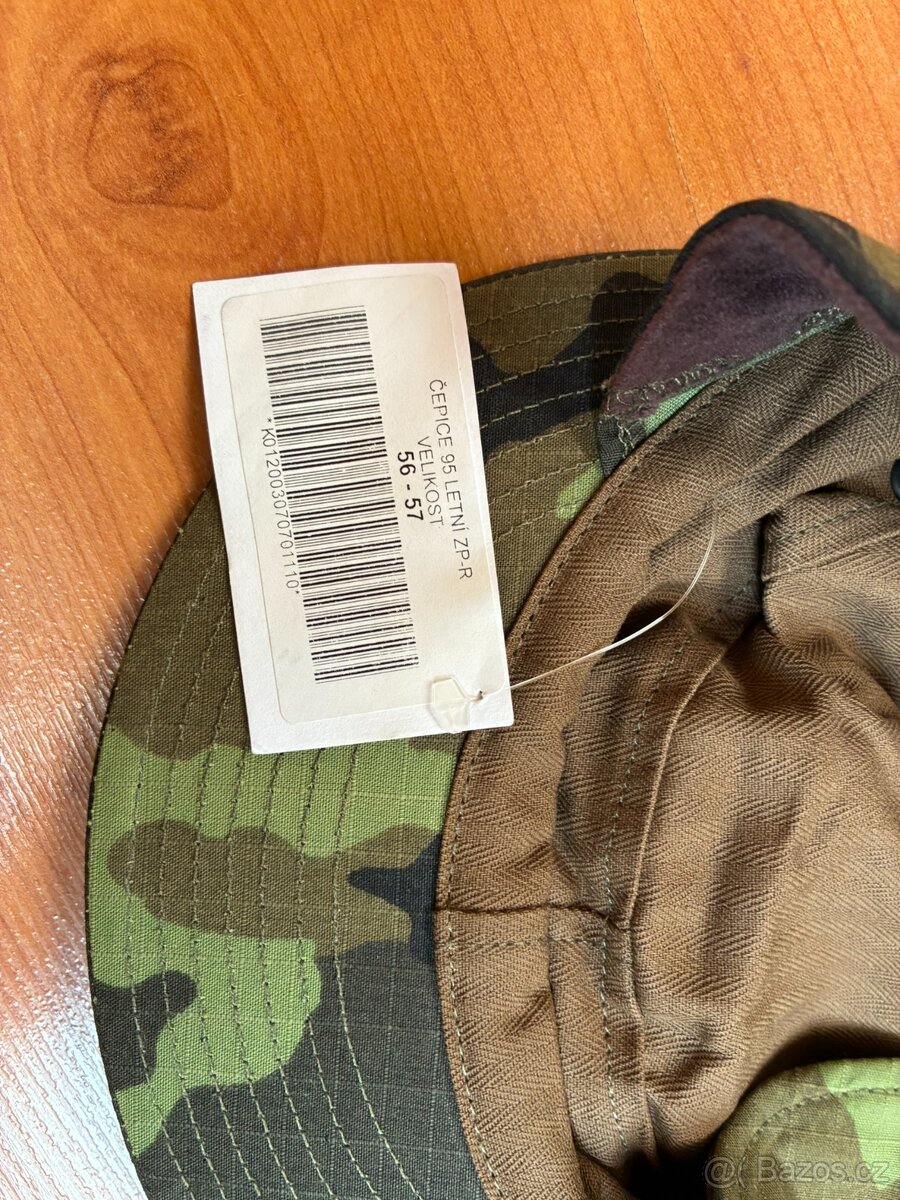 ČEPICE 95 LETNÍ ZP-R
VELIKOST
56 - 57
*K012003070701110*
@( Bazos.cz